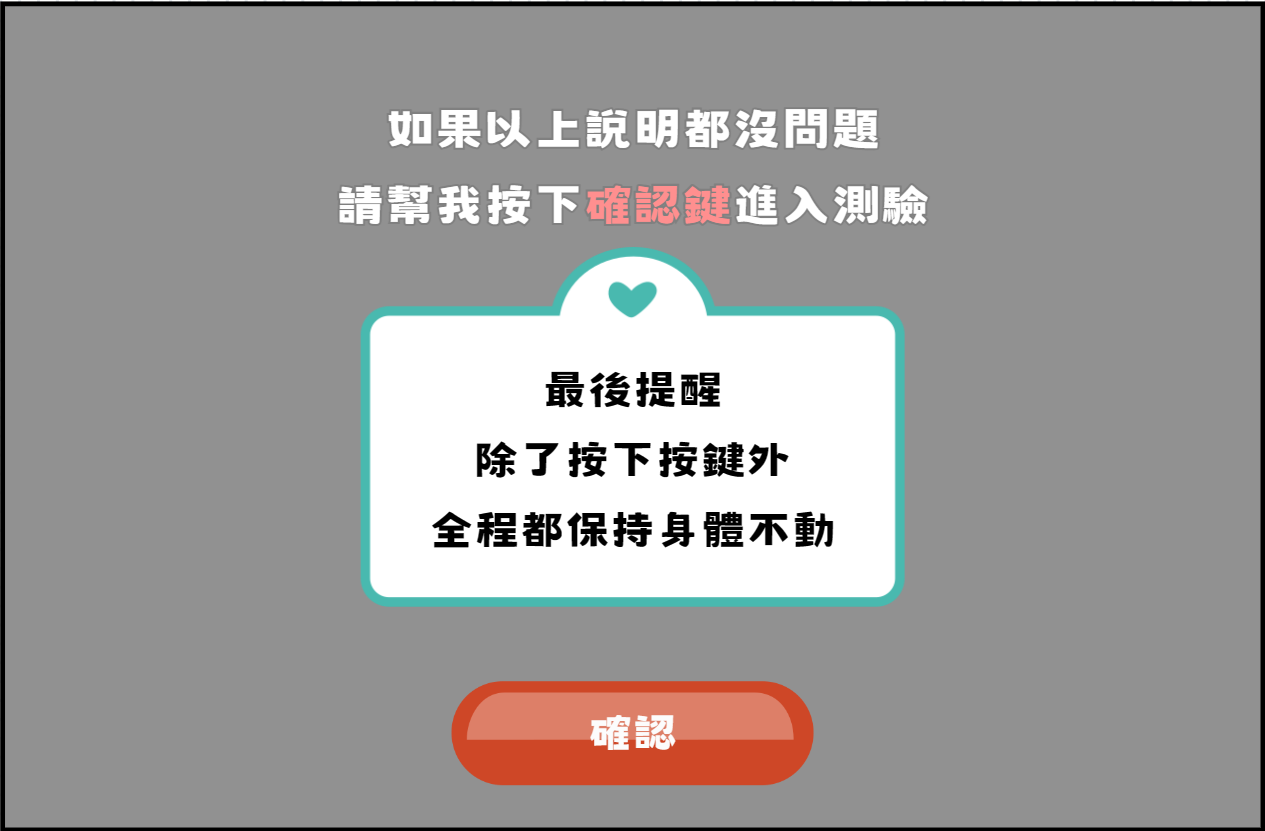 如果以上說明都沒問題
請幫我按下確認鍵進入測驗
最後提醒
除了按下按鍵外
全程都保持身體不動
確認